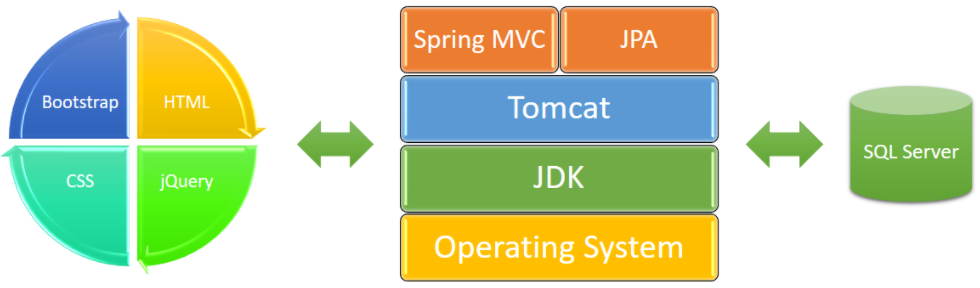 Bootstrap
HTML
CSS
jQuery
Spring MVC
JPA
Tomcat
JDK
Operating System
SQL Server